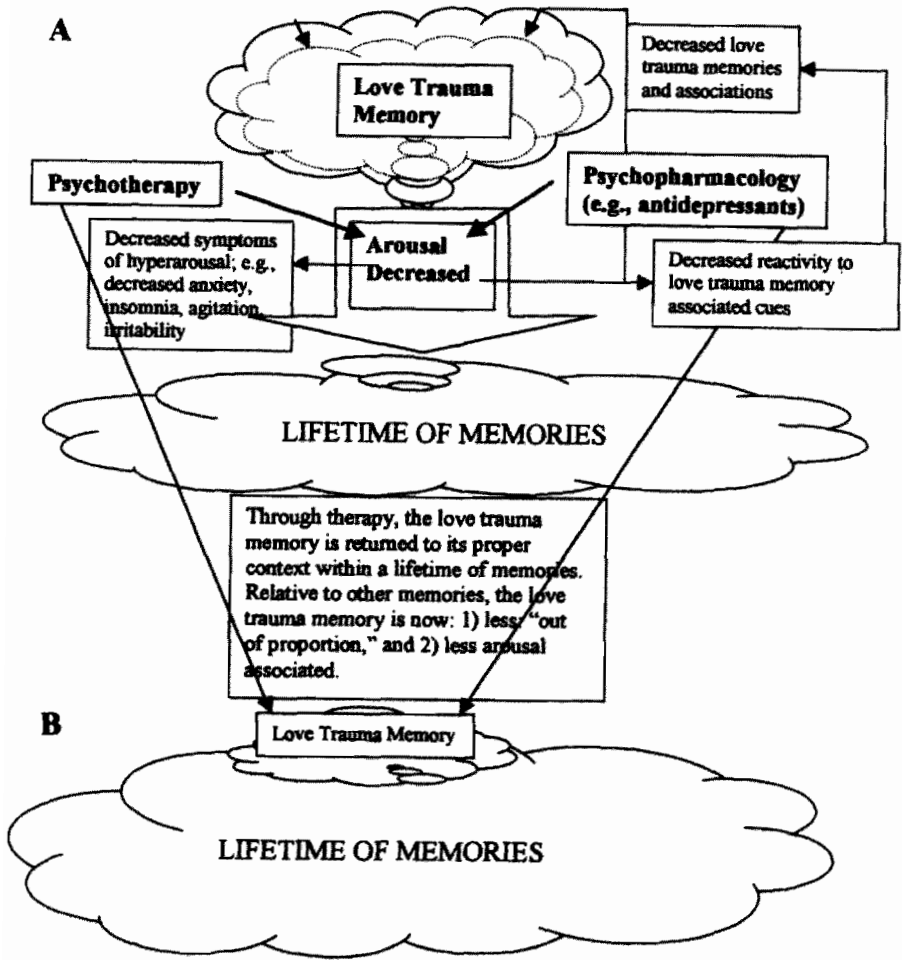 A
Love Trauma
Memory
Decreased love
trauma memories
and associations
Psychotherapy
Psychopharmacology
(e.g., antidepressants)
Decreased symptoms
of hyperarousal; e.g.,
decreased anxiety,
insomnia, agitation,
irritability
Arousal
Decreased
Decreased reactivity to
love trauma memory
associated cues
LIFETIME OF MEMORIES
Through therapy, the love trauma
memory is returned to its proper
context within a lifetime of memories.
Relative to other memories, the love
trauma memory is now: 1) less "out
of proportion," and 2) less arousal
associated.
B
Love Trauma Memory
LIFETIME OF MEMORIES